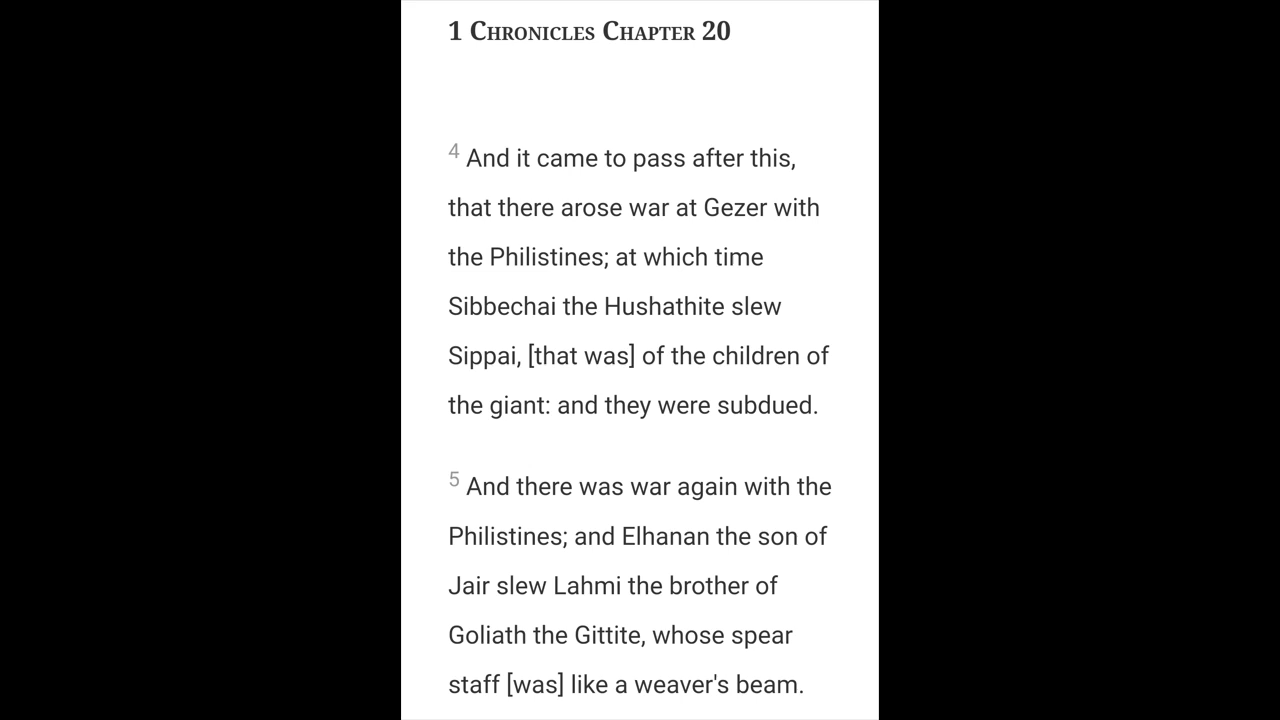 1 Chronicles Chapter 20
4 And it came to pass after this,
that there arose war at Gezer with
the Philistines; at which time
Sibbechai the Hushathite slew
Sippai, [that was] of the children of
the giant: and they were subdued.
5 And there was war again with the
Philistines; and Elhanan the son of
Jair slew Lahmi the brother of
Goliath the Gittite, whose spear
staff [was] like a weaver's beam.